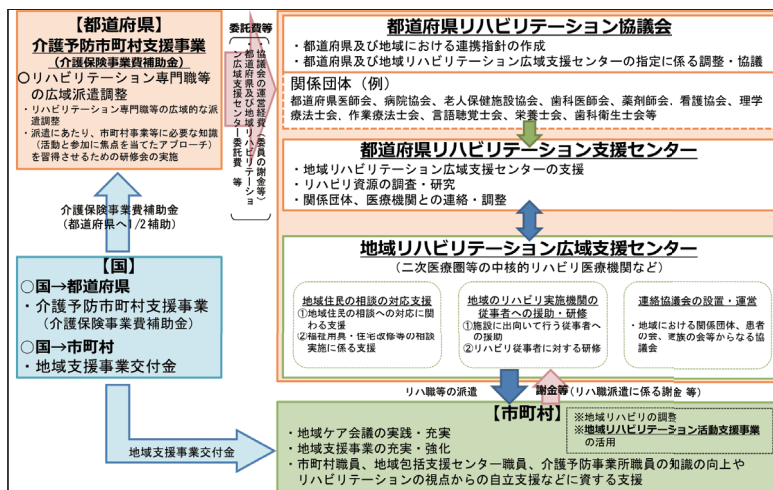 【都道府県】
介護予防市町村支援事業
(介護保険事業費補助金)
○リハビリテーション専門職等
の広域派遣調整
・リハビリテーション専門職等の広域的な派
遣調整
・派遣にあたり、市町村事業等に必要な知識
(活動と参加に焦点を当てたアプローチ)
を習得させるための研修会の実施
委託費等
協議会の運営経費(委員の謝金等)
・都道府県及び地域リハビリテーショ
ン広域支援センター委託費 等
都道府県リハビリテーション協議会
・都道府県及び地域における連携指針の作成
・都道府県及び地域リハビリテーション広域支援センターの指定に係る調整・協議
関係団体(例)
都道府県医師会、病院協会、老人保健施設協会、歯科医師会、薬剤師会、看護協会、理学
療法士会、作業療法士会、言語聴覚士会、栄養士会、歯科衛生士会等
都道府県リハビリテーション支援センター
・地域リハビリテーション広域支援センターの支援
・リハビリ資源の調査・研究
・関係団体、医療機関との連絡・調整
介護保険事業費補助金
(都道府県へ1/2補助)
【国】
○国→都道府県
・介護予防市町村支援事業
(介護保険事業費補助金)
○国→市町村
・地域支援事業交付金
地域リハビリテーション広域支援センター
(二次医療圏等の中核的リハビリ医療機関など)
地域住民の相談の対応支援
①地域住民の相談への対応に関
わる支援
②福祉用具・住宅改修等の相談
実施に係る支援
地域のリハビリ実施機関の
従事者への援助・研修
①施設に出向いて行う従事者へ
の援助
②リハビリ従事者に対する研修
連絡協議会の設置・運営
・地域における関係団体、患者
の会、家族の会等からなる協
議会
リハ職等の派遣
謝金等(リハ職派遣に係る謝金 等)
地域支援事業交付金
【市町村】
※地域リハビリの調整
※地域リハビリテーション活動支援事業
の活用
・地域ケア会議の実践・充実
・地域支援事業の充実・強化
・市町村職員、地域包括支援センター職員、介護予防事業所職員の知識の向上や
リハビリテーションの視点からの自立支援などに資する支援